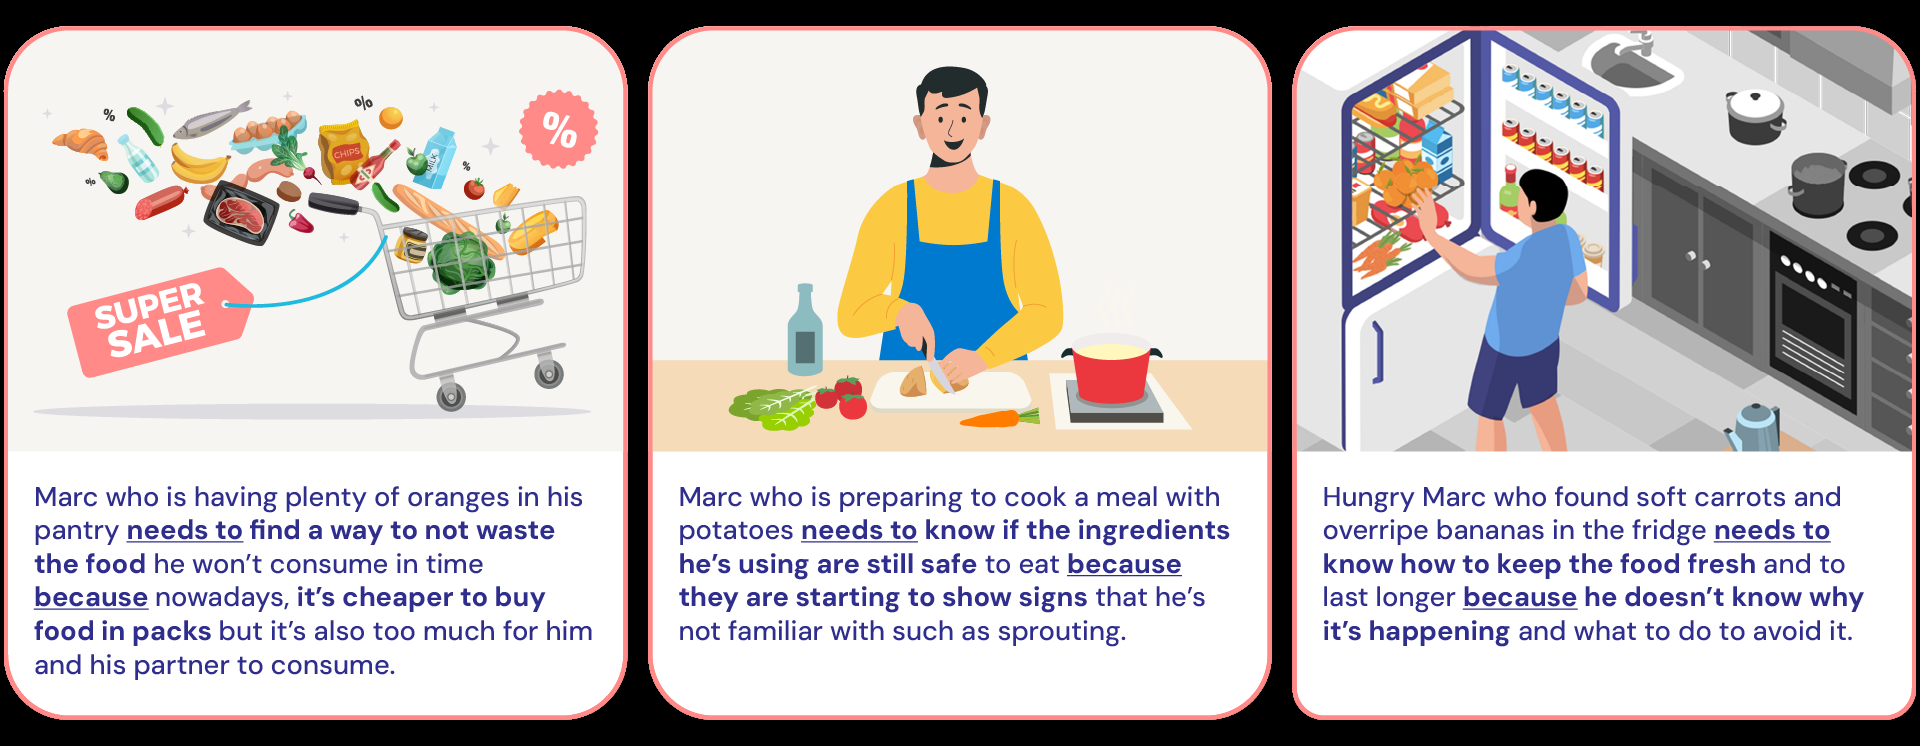 %
%
%
%
%
CHIPS
MILK
SUPER
SALE
Marc who is having plenty of oranges in his
pantry needs to find a way to not waste
the food he won’t consume in time
because nowadays, it’s cheaper to buy
food in packs but it’s also too much for him
and his partner to consume.
Marc who is preparing to cook a meal with
potatoes needs to know if the ingredients
he’s using are still safe to eat because
they are starting to show signs that he’s
not familiar with such as sprouting.
Hungry Marc who found soft carrots and
overripe bananas in the fridge needs to
know how to keep the food fresh and to
last longer because he doesn’t know why
it’s happening and what to do to avoid it.